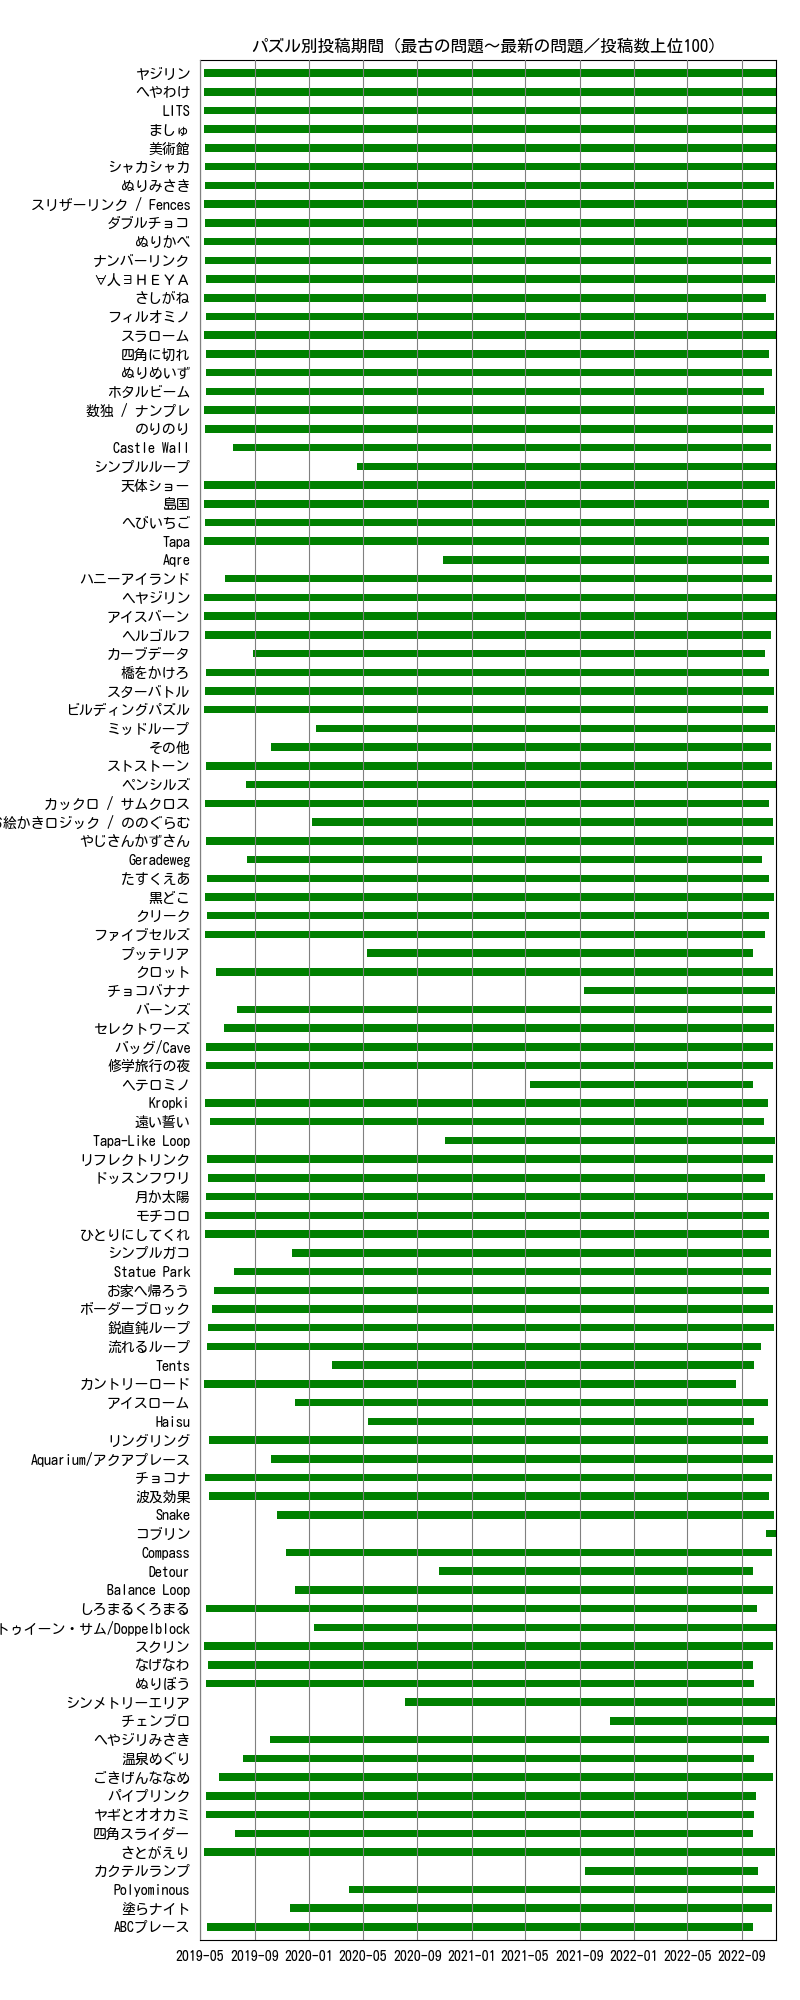 パズル別投稿期間（最古の問題～最新の問題／投稿数上位100）
ヤジリン
へやわけ
LITS
ましゅ
美術館
シャカシャカ
ぬりみさき
スリザーリンク / Fences
ダブルチョコ
ぬりかべ
ナンバーリンク
∀人∃ＨＥＹＡ
さしがね
フィルオミノ
スラローム
四角に切れ
ぬりめいず
ホタルビーム
数独 / ナンプレ
のりのり
Castle Wall
シンプルループ
天体ショー
島国
へびいちご
Tapa
Aqre
ハニーアイランド
ヘヤジリン
アイスバーン
ヘルゴルフ
カーブデータ
橋をかけろ
スターバトル
ビルディングパズル
ミッドループ
その他
ストストーン
ペンシルズ
カックロ / サムクロス
絵かきロジック / ののぐらむ
やじさんかずさん
Geradeweg
たすくえあ
黒どこ
クリーク
ファイブセルズ
プッテリア
クロット
チョコバナナ
バーンズ
セレクトワーズ
バッグ/Cave
修学旅行の夜
ヘテロミノ
Kropki
遠い誓い
Tapa-Like Loop
リフレクトリンク
ドッスンフワリ
月か太陽
モチコロ
ひとりにしてくれ
シンプルガコ
Statue Park
お家へ帰ろう
ボーダーブロック
鋭直鈍ループ
流れるループ
Tents
カントリーロード
アイスローム
Haisu
リングリング
Aquarium/アクアプレース
チョコナ
波及効果
Snake
コブリン
Compass
Detour
Balance Loop
しろまるくろまる
トゥイーン・サム/Doppelblock
スクリン
なげなわ
ぬりぼう
シンメトリーエリア
チェンブロ
へやジリみさき
温泉めぐり
ごきげんななめ
パイプリンク
ヤギとオオカミ
四角スライダー
さとがえり
カクテルランプ
Polyominous
塗らナイト
ABCプレース
2019-05 2019-09 2020-01 2020-05 2020-09 2021-01 2021-05 2021-09 2022-01 2022-05 2022-09